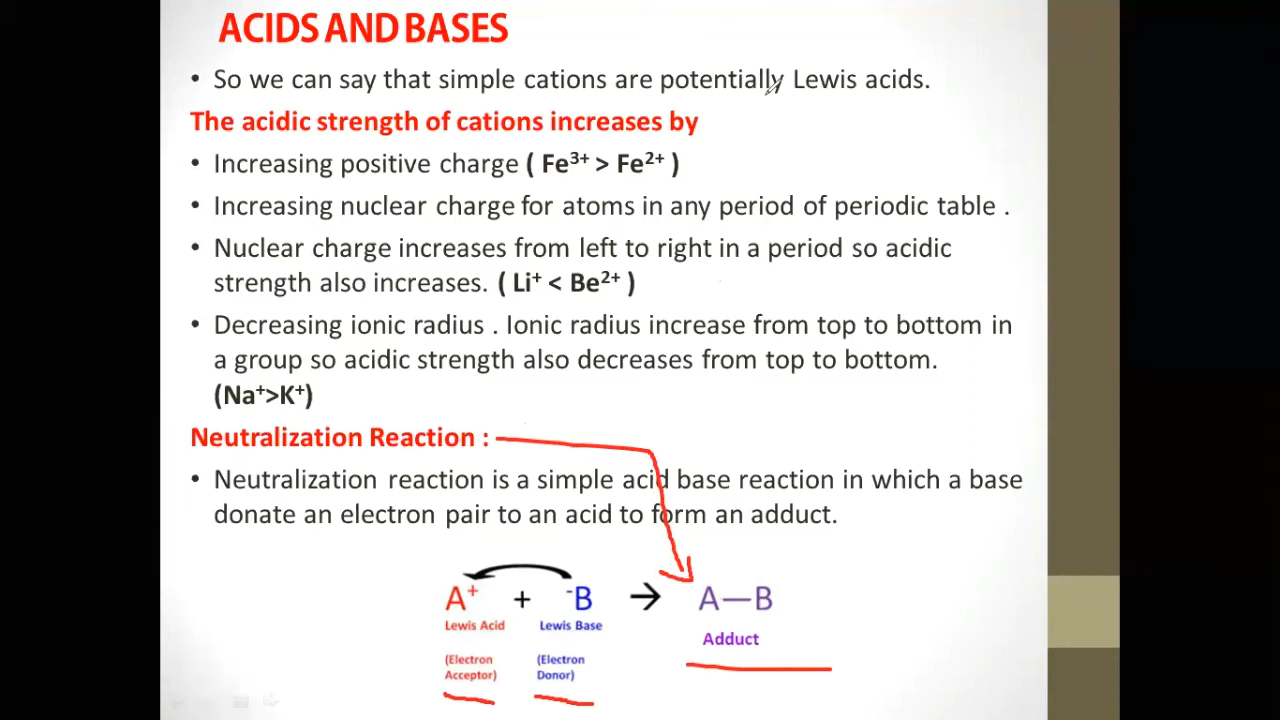 ACIDS AND BASES
• So we can say that simple cations are potentially Lewis acids.
The acidic strength of cations increases by
• Increasing positive charge ( Fe³⁺ > Fe²⁺ )
• Increasing nuclear charge for atoms in any period of periodic table .
• Nuclear charge increases from left to right in a period so acidic
strength also increases. ( Li⁺ < Be²⁺ )
• Decreasing ionic radius . Ionic radius increase from top to bottom in
a group so acidic strength also decreases from top to bottom.
(Na⁺>K⁺)
Neutralization Reaction :
• Neutralization reaction is a simple acid base reaction in which a base
donate an electron pair to an acid to form an adduct.
A⁺ + ⁻B → A—B
Lewis Acid Lewis Base Adduct
(Electron (Electron
Acceptor) Donor)